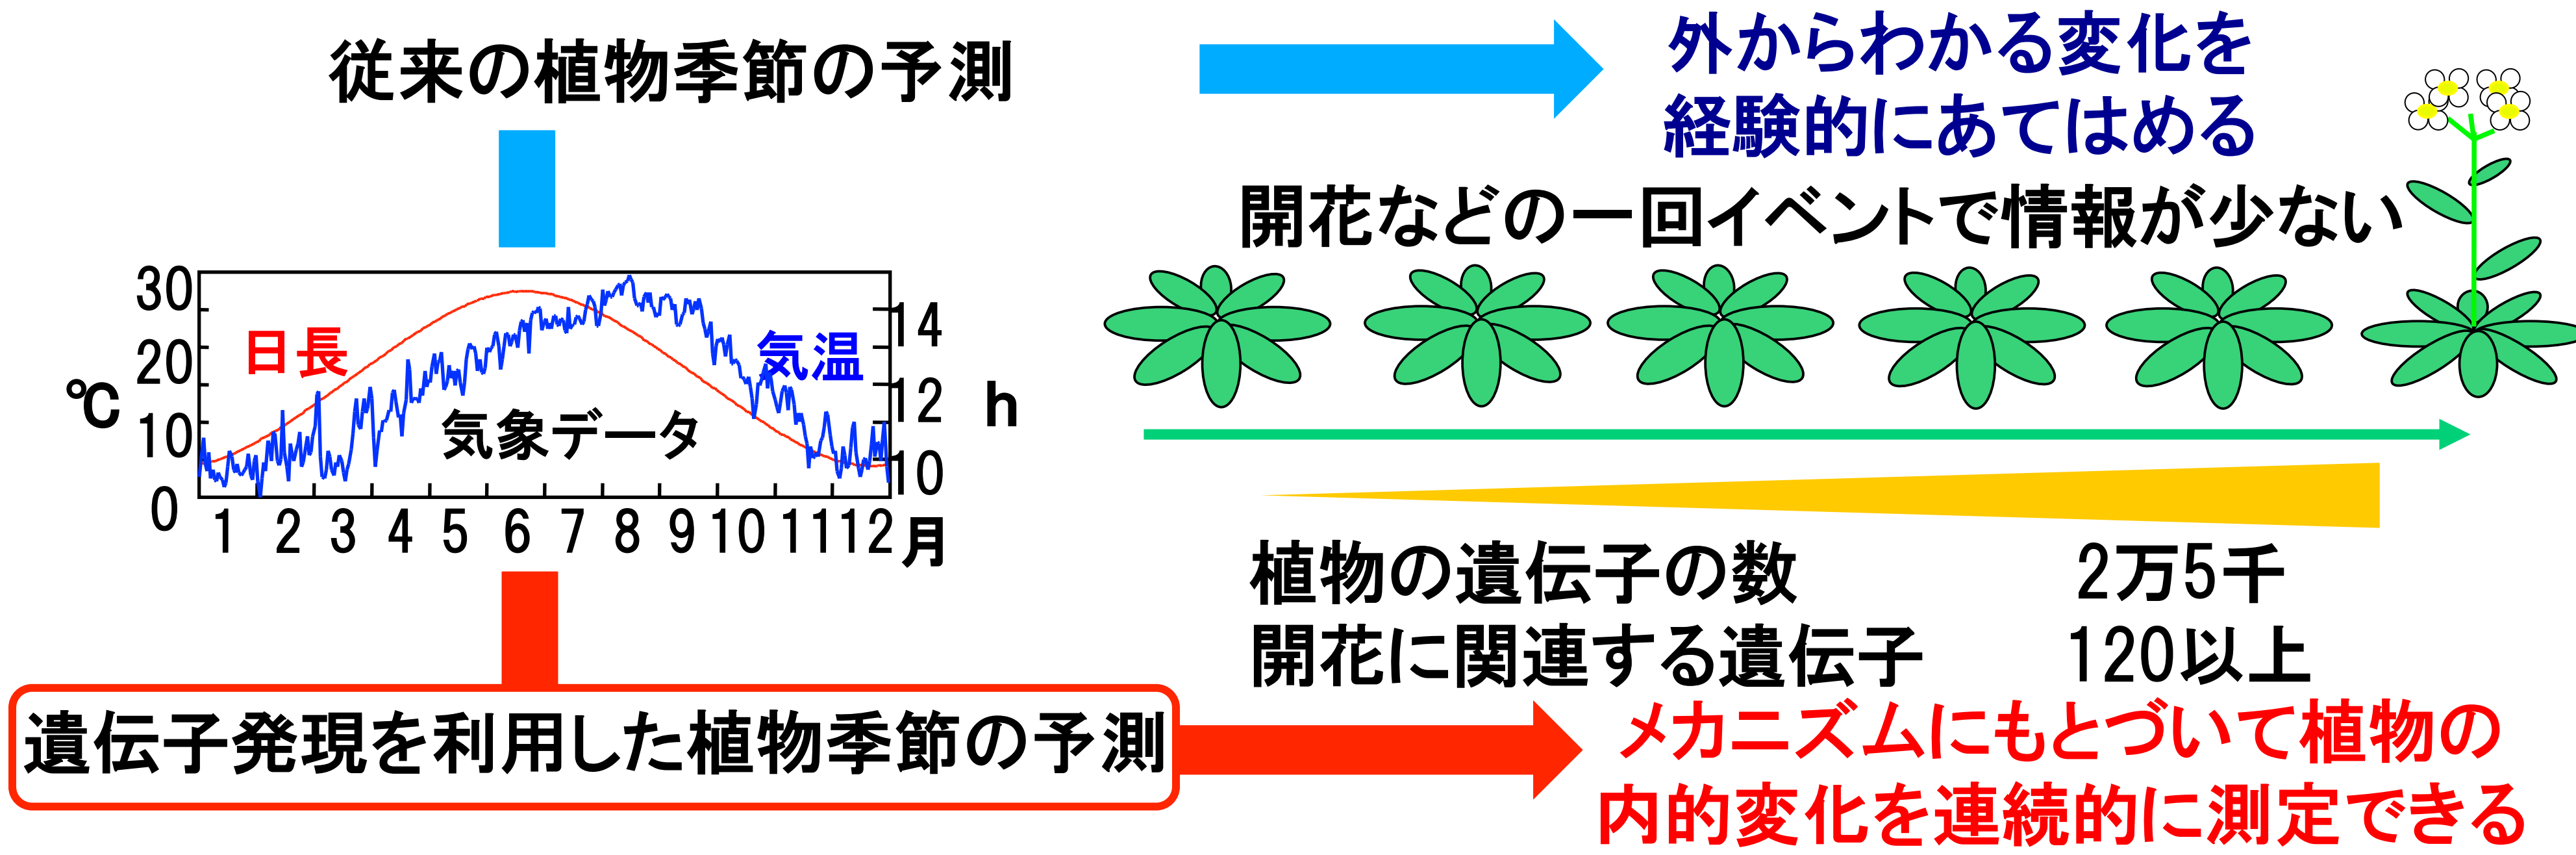 従来の植物季節の予測
外からわかる変化を
経験的にあてはめる
開花などの一回イベントで情報が少ない
30
20
10
0
℃
日長
気温
気象データ
14
12
10
h
1 2 3 4 5 6 7 8 9 10 11 12 月
植物の遺伝子の数 2万5千
開花に関連する遺伝子 120以上
遺伝子発現を利用した植物季節の予測
メカニズムにもとづいて植物の
内的変化を連続的に測定できる